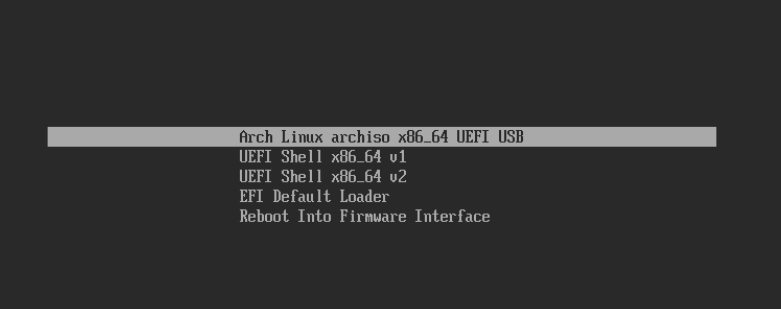 Arch Linux archiso x86_64 UEFI USB
UEFI Shell x86_64 v1
UEFI Shell x86_64 v2
EFI Default Loader
Reboot Into Firmware Interface